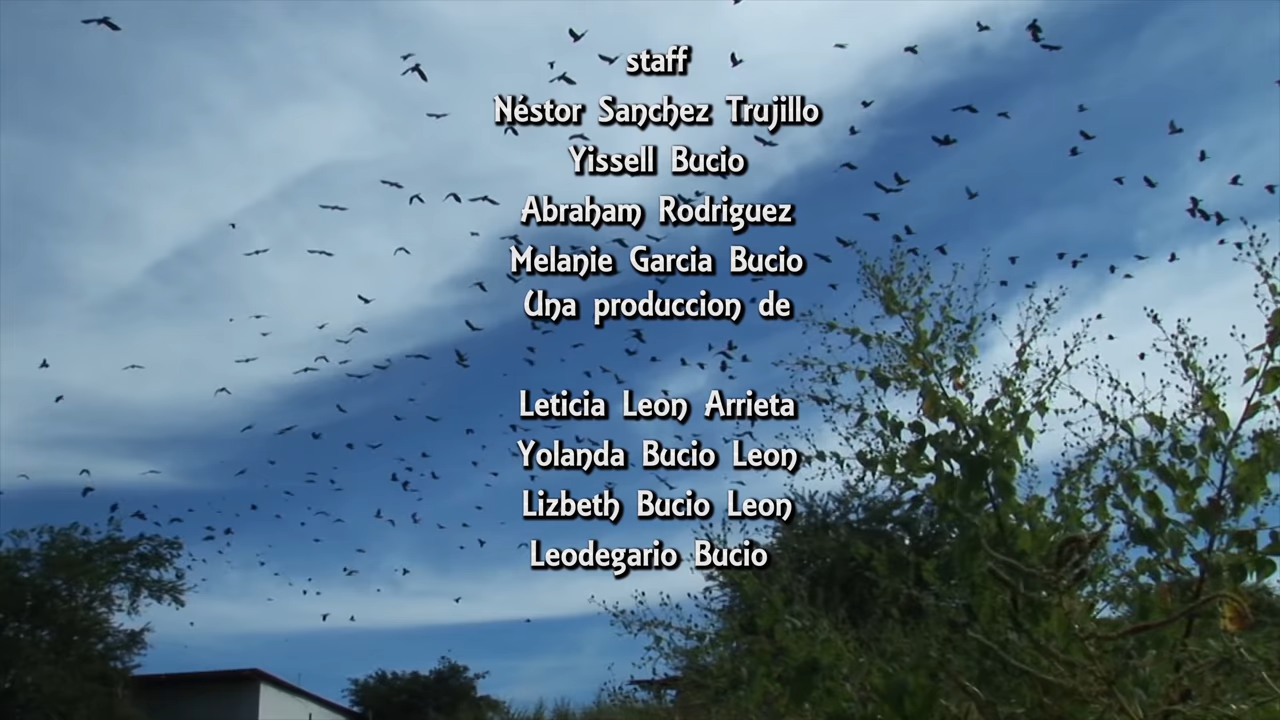 staff
Néstor Sanchez Trujillo
Yissell Bucio
Abraham Rodriguez
Melanie Garcia Bucio
Una produccion de
Leticia Leon Arrieta
Yolanda Bucio Leon
Lizbeth Bucio Leon
Leodegario Bucio